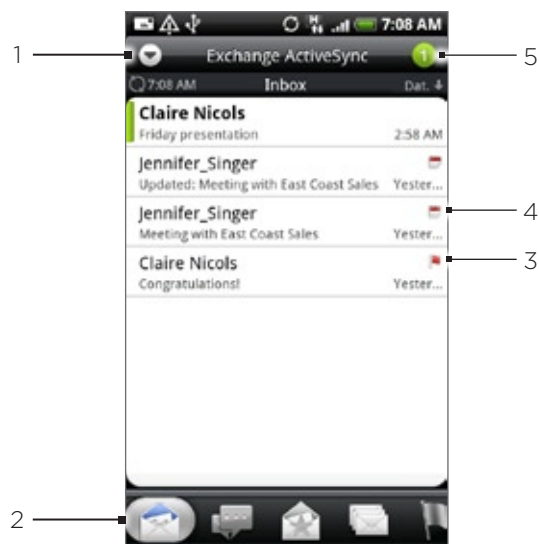 7:08 AM
1 Exchange ActiveSync 1 5
7:08 AM Inbox Dat.
Claire Nicols
Friday presentation 2:58 AM
Jennifer_Singer
Updated: Meeting with East Coast Sales Yester...
Jennifer_Singer 4
Meeting with East Coast Sales Yester...
Claire Nicols 3
Congratulations! Yester...
2